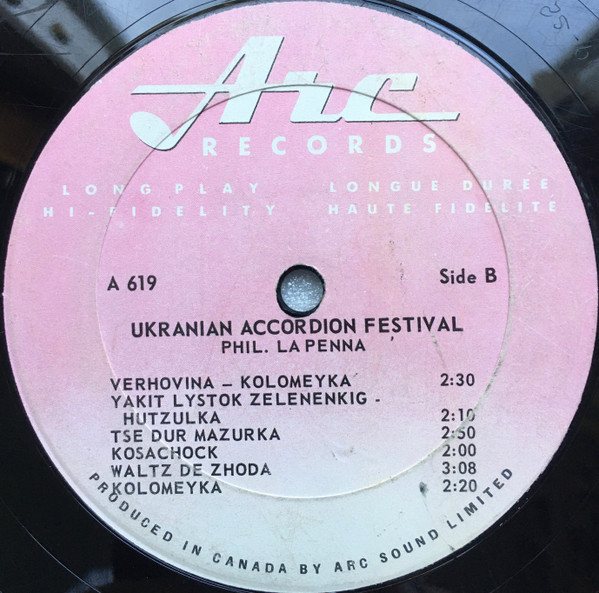 Arc
RECORDS
LONG PLAY LONGUE DUREE
HI-FIDELITY HAUTE FIDELITE
A 619 Side B
UKRANIAN ACCORDION FESTIVAL
PHIL. LA PENNA
VERHOVINA – KOLOMEYKA 2:30
YAKIT LYSTOK ZELENENKIG -
HUTZULKA 2:10
TSE DUR MAZURKA 2:50
KOSACHOCK 2:00
WALTZ DE ZHODA 3:08
KOLOMEYKA 2:20
PRODUCED IN CANADA BY ARC SOUND LIMITED